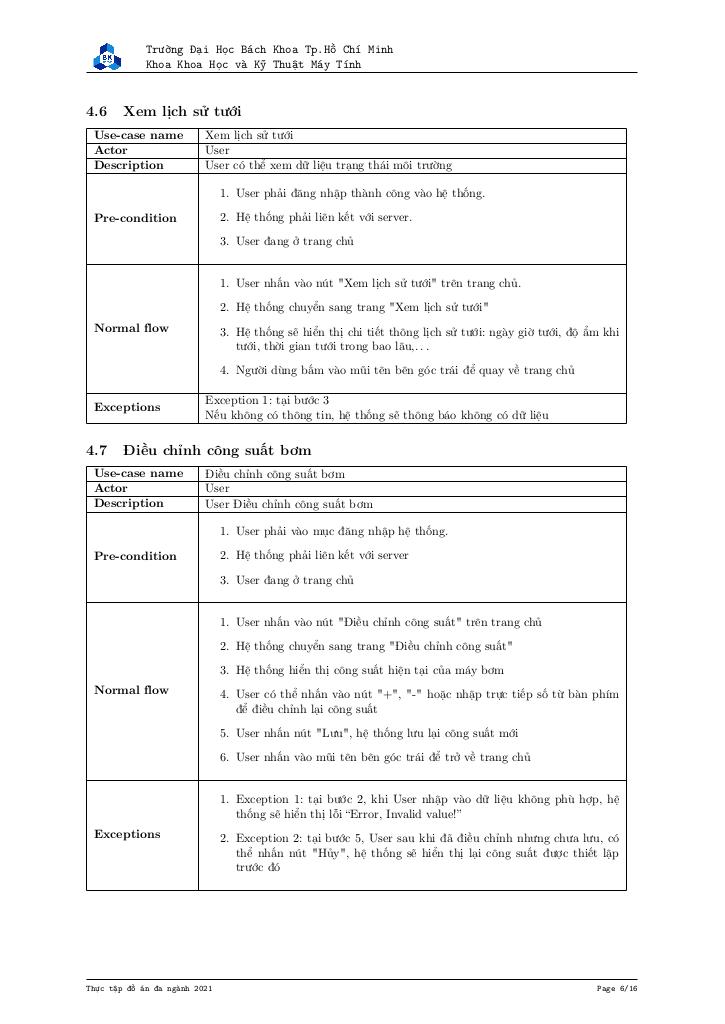 BK
Trường Đại Học Bách Khoa Tp.Hồ Chí Minh
Khoa Khoa Học và Kỹ Thuật Máy Tính
4.6 Xem lịch sử tưới
Use-case name Xem lịch sử tưới
Actor User
Description User có thể xem dữ liệu trạng thái môi trường
Pre-condition
1. User phải đăng nhập thành công vào hệ thống.
2. Hệ thống phải liên kết với server.
3. User đang ở trang chủ
Normal flow
1. User nhấn vào nút "Xem lịch sử tưới" trên trang chủ.
2. Hệ thống chuyển sang trang "Xem lịch sử tưới"
3. Hệ thống sẽ hiển thị chi tiết thông lịch sử tưới: ngày giờ tưới, độ ẩm khi
tưới, thời gian tưới trong bao lâu,...
4. Người dùng bấm vào mũi tên bên góc trái để quay về trang chủ
Exceptions
Exception 1: tại bước 3
Nếu không có thông tin, hệ thống sẽ thông báo không có dữ liệu
4.7 Điều chỉnh công suất bơm
Use-case name Điều chỉnh công suất bơm
Actor User
Description User Điều chỉnh công suất bơm
Pre-condition
1. User phải vào mục đăng nhập hệ thống.
2. Hệ thống phải liên kết với server
3. User đang ở trang chủ
Normal flow
1. User nhấn vào nút "Điều chỉnh công suất" trên trang chủ
2. Hệ thống chuyển sang trang "Điều chỉnh công suất"
3. Hệ thống hiển thị công suất hiện tại của máy bơm
4. User có thể nhấn vào nút "+", "-" hoặc nhập trực tiếp số từ bàn phím
để điều chỉnh lại công suất
5. User nhấn nút "Lưu", hệ thống lưu lại công suất mới
6. User nhấn vào mũi tên bên góc trái để trở về trang chủ
Exceptions
1. Exception 1: tại bước 2, khi User nhập vào dữ liệu không phù hợp, hệ
thống sẽ hiển thị lỗi “Error, Invalid value!”
2. Exception 2: tại bước 5, User sau khi đã điều chỉnh nhưng chưa lưu, có
thể nhấn nút "Hủy", hệ thống sẽ hiển thị lại công suất được thiết lập
trước đó
Thực tập đồ án đa ngành 2021
Page 6/16